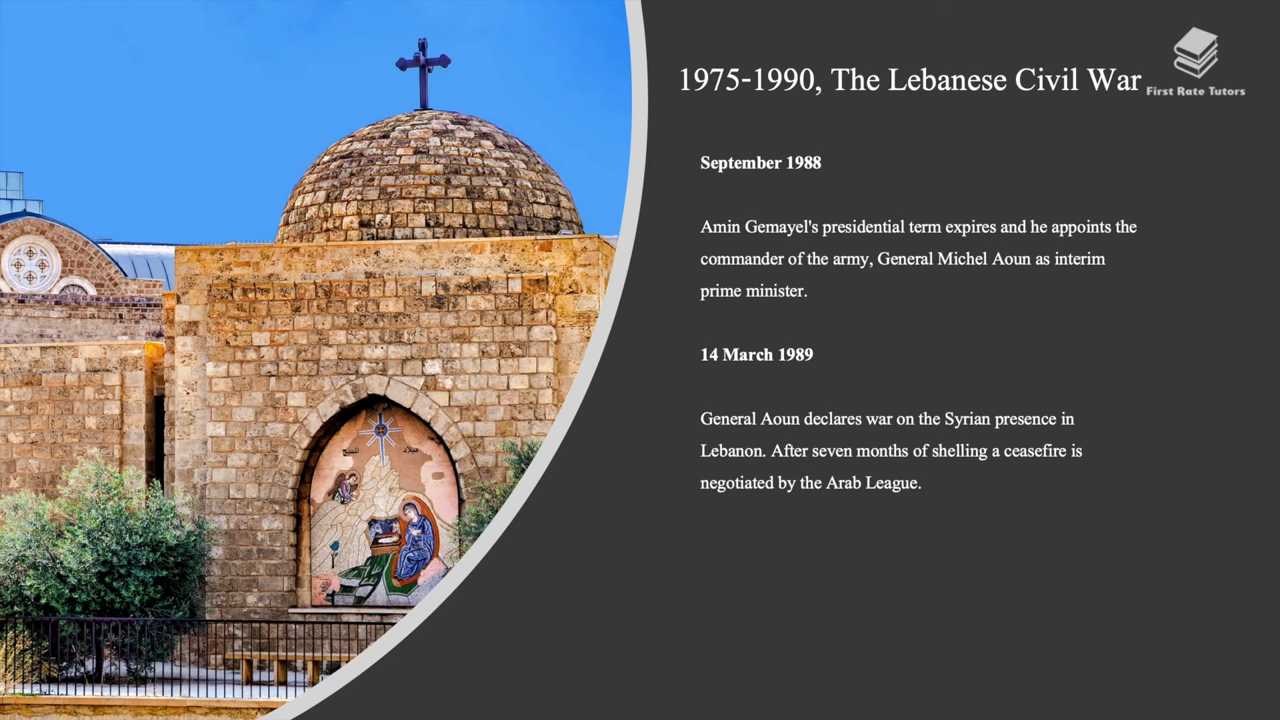 1975-1990, The Lebanese Civil War
First Rate Tutors
September 1988
Amin Gemayel's presidential term expires and he appoints the
commander of the army, General Michel Aoun as interim
prime minister.
14 March 1989
General Aoun declares war on the Syrian presence in
Lebanon. After seven months of shelling a ceasefire is
negotiated by the Arab League.
ميلاد المسيح